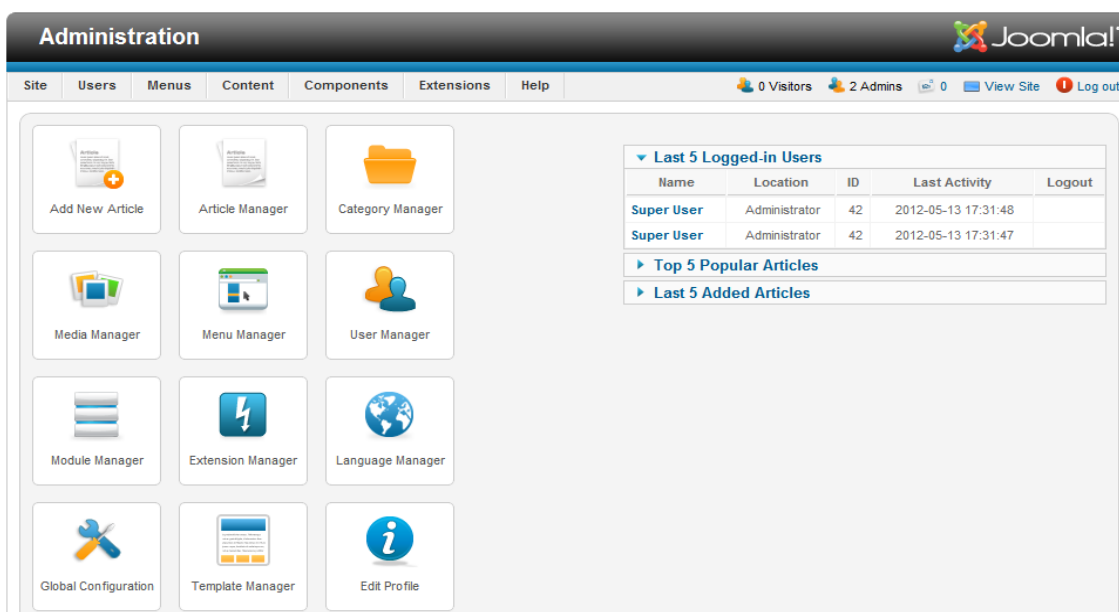 Administration
Joomla!
Site Users Menus Content Components Extensions Help 0 Visitors 2 Admins 0 View Site Log out
Add New Article Article Manager Category Manager
Media Manager Menu Manager User Manager
Module Manager Extension Manager Language Manager
Global Configuration Template Manager Edit Profile
Last 5 Logged-in Users
Name Location ID Last Activity Logout
Super User Administrator 42 2012-05-13 17:31:48
Super User Administrator 42 2012-05-13 17:31:47
Top 5 Popular Articles
Last 5 Added Articles